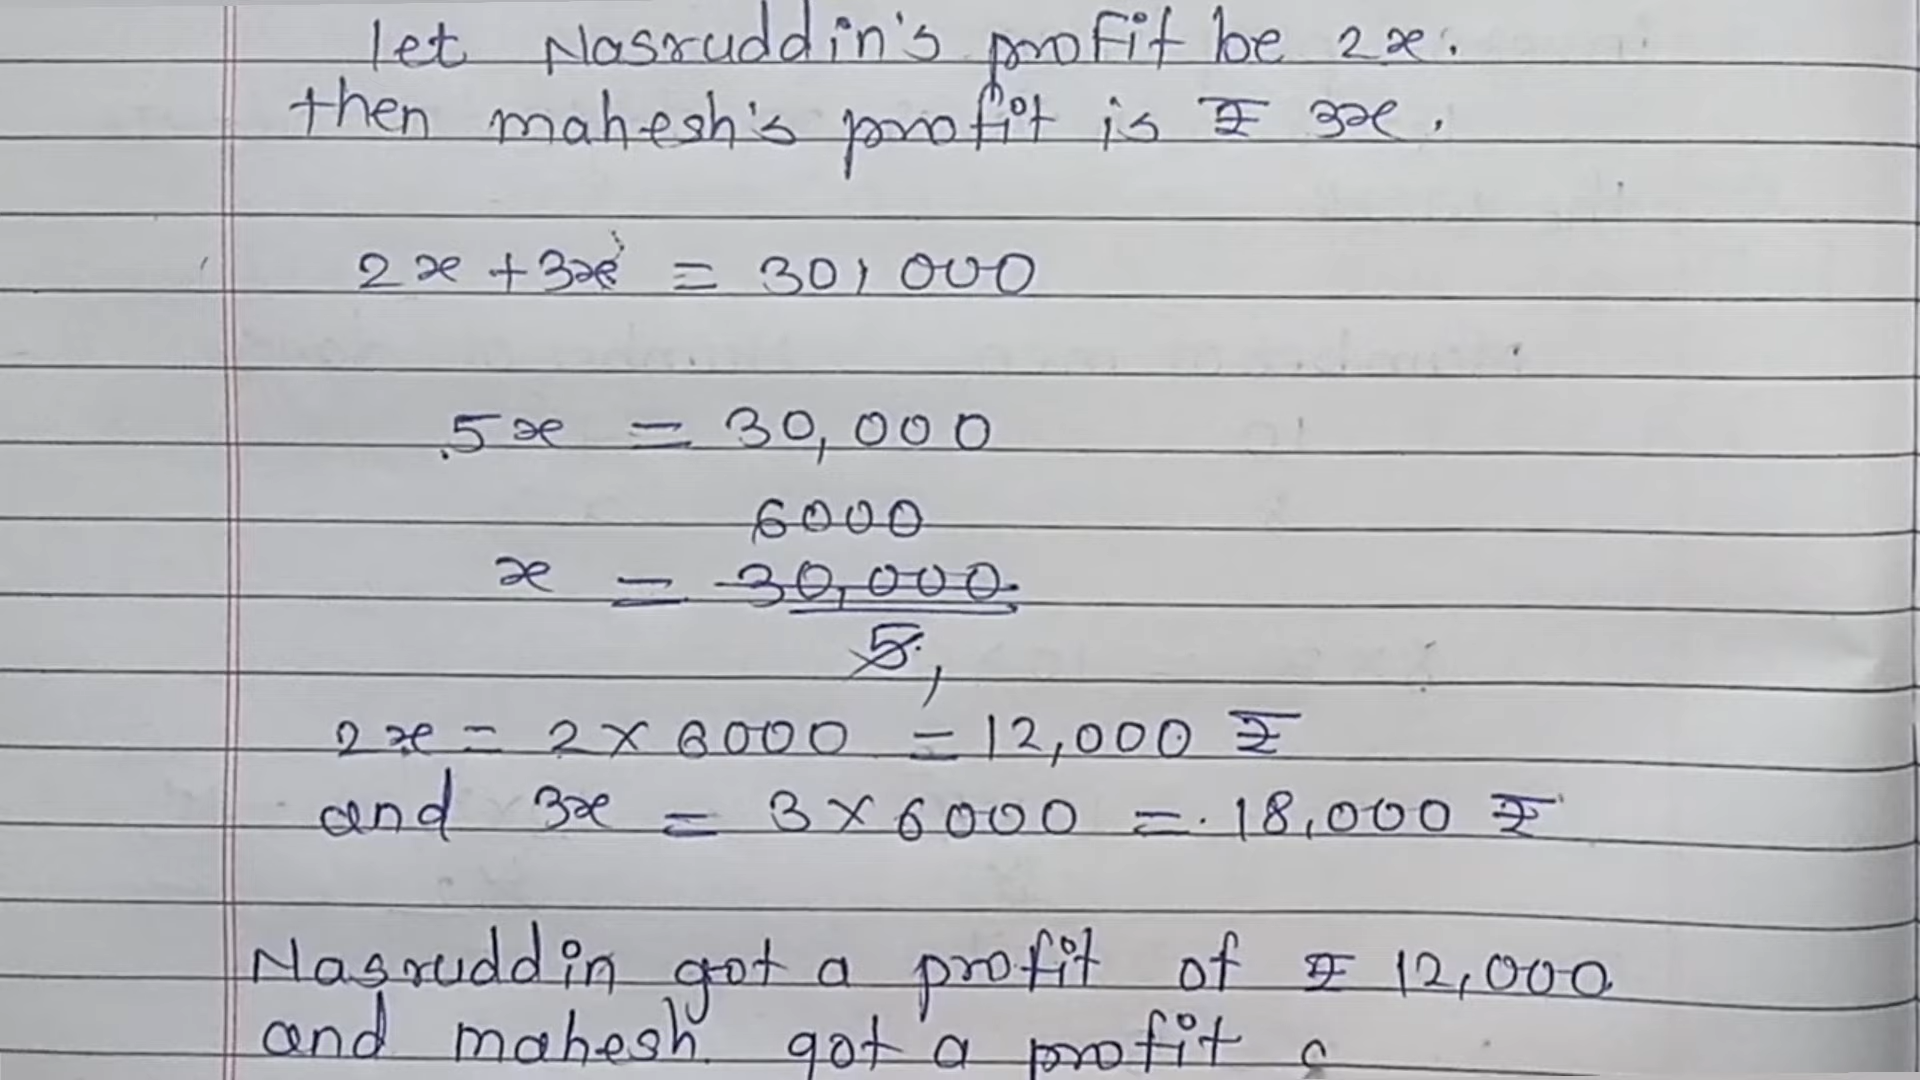 let Nasruddin's profit be 2x.
then mahesh's profit is ₹ 3x.
2x + 3x = 30,000
5x = 30,000
6000
x = 30,000
5,
2x = 2 × 6000 = 12,000 ₹
and 3x = 3 × 6000 = 18,000 ₹
Nasruddin got a profit of ₹ 12,000
and mahesh got a profit